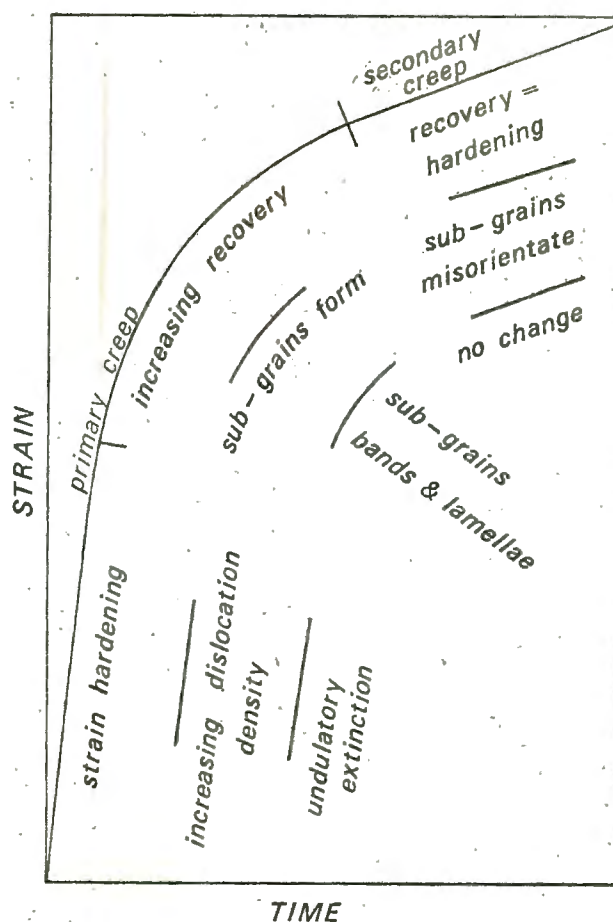 secondary
creep
recovery =
hardening
sub-grains
misorientate
no change
primary creep
increasing recovery
sub-grains form
sub-grains
bands & lamellae
strain hardening
increasing dislocation
density
undulatory
extinction
STRAIN
TIME